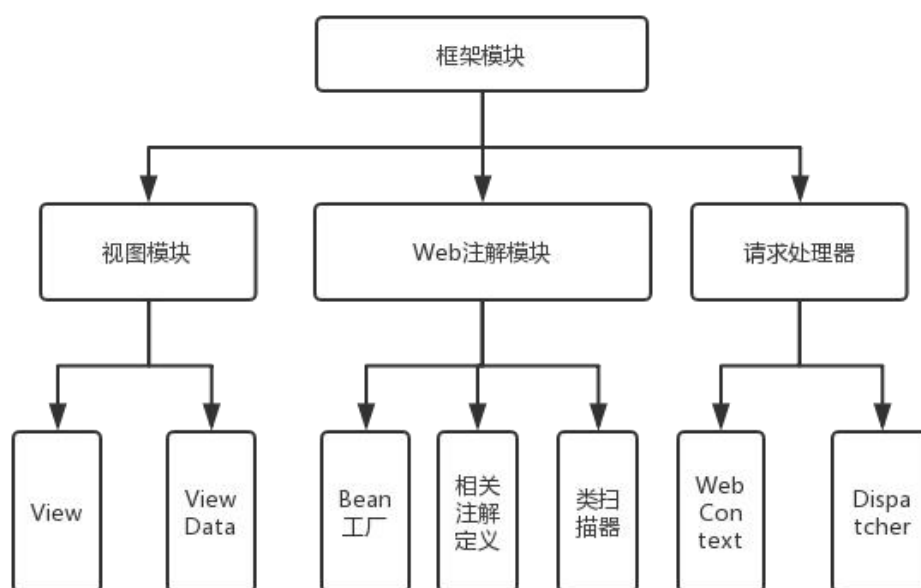 框架模块
视图模块
Web注解模块
请求处理器
View
View
Data
Bean
工厂
相关
注解
定义
类扫
描器
Web
Con
text
Dispa
tcher